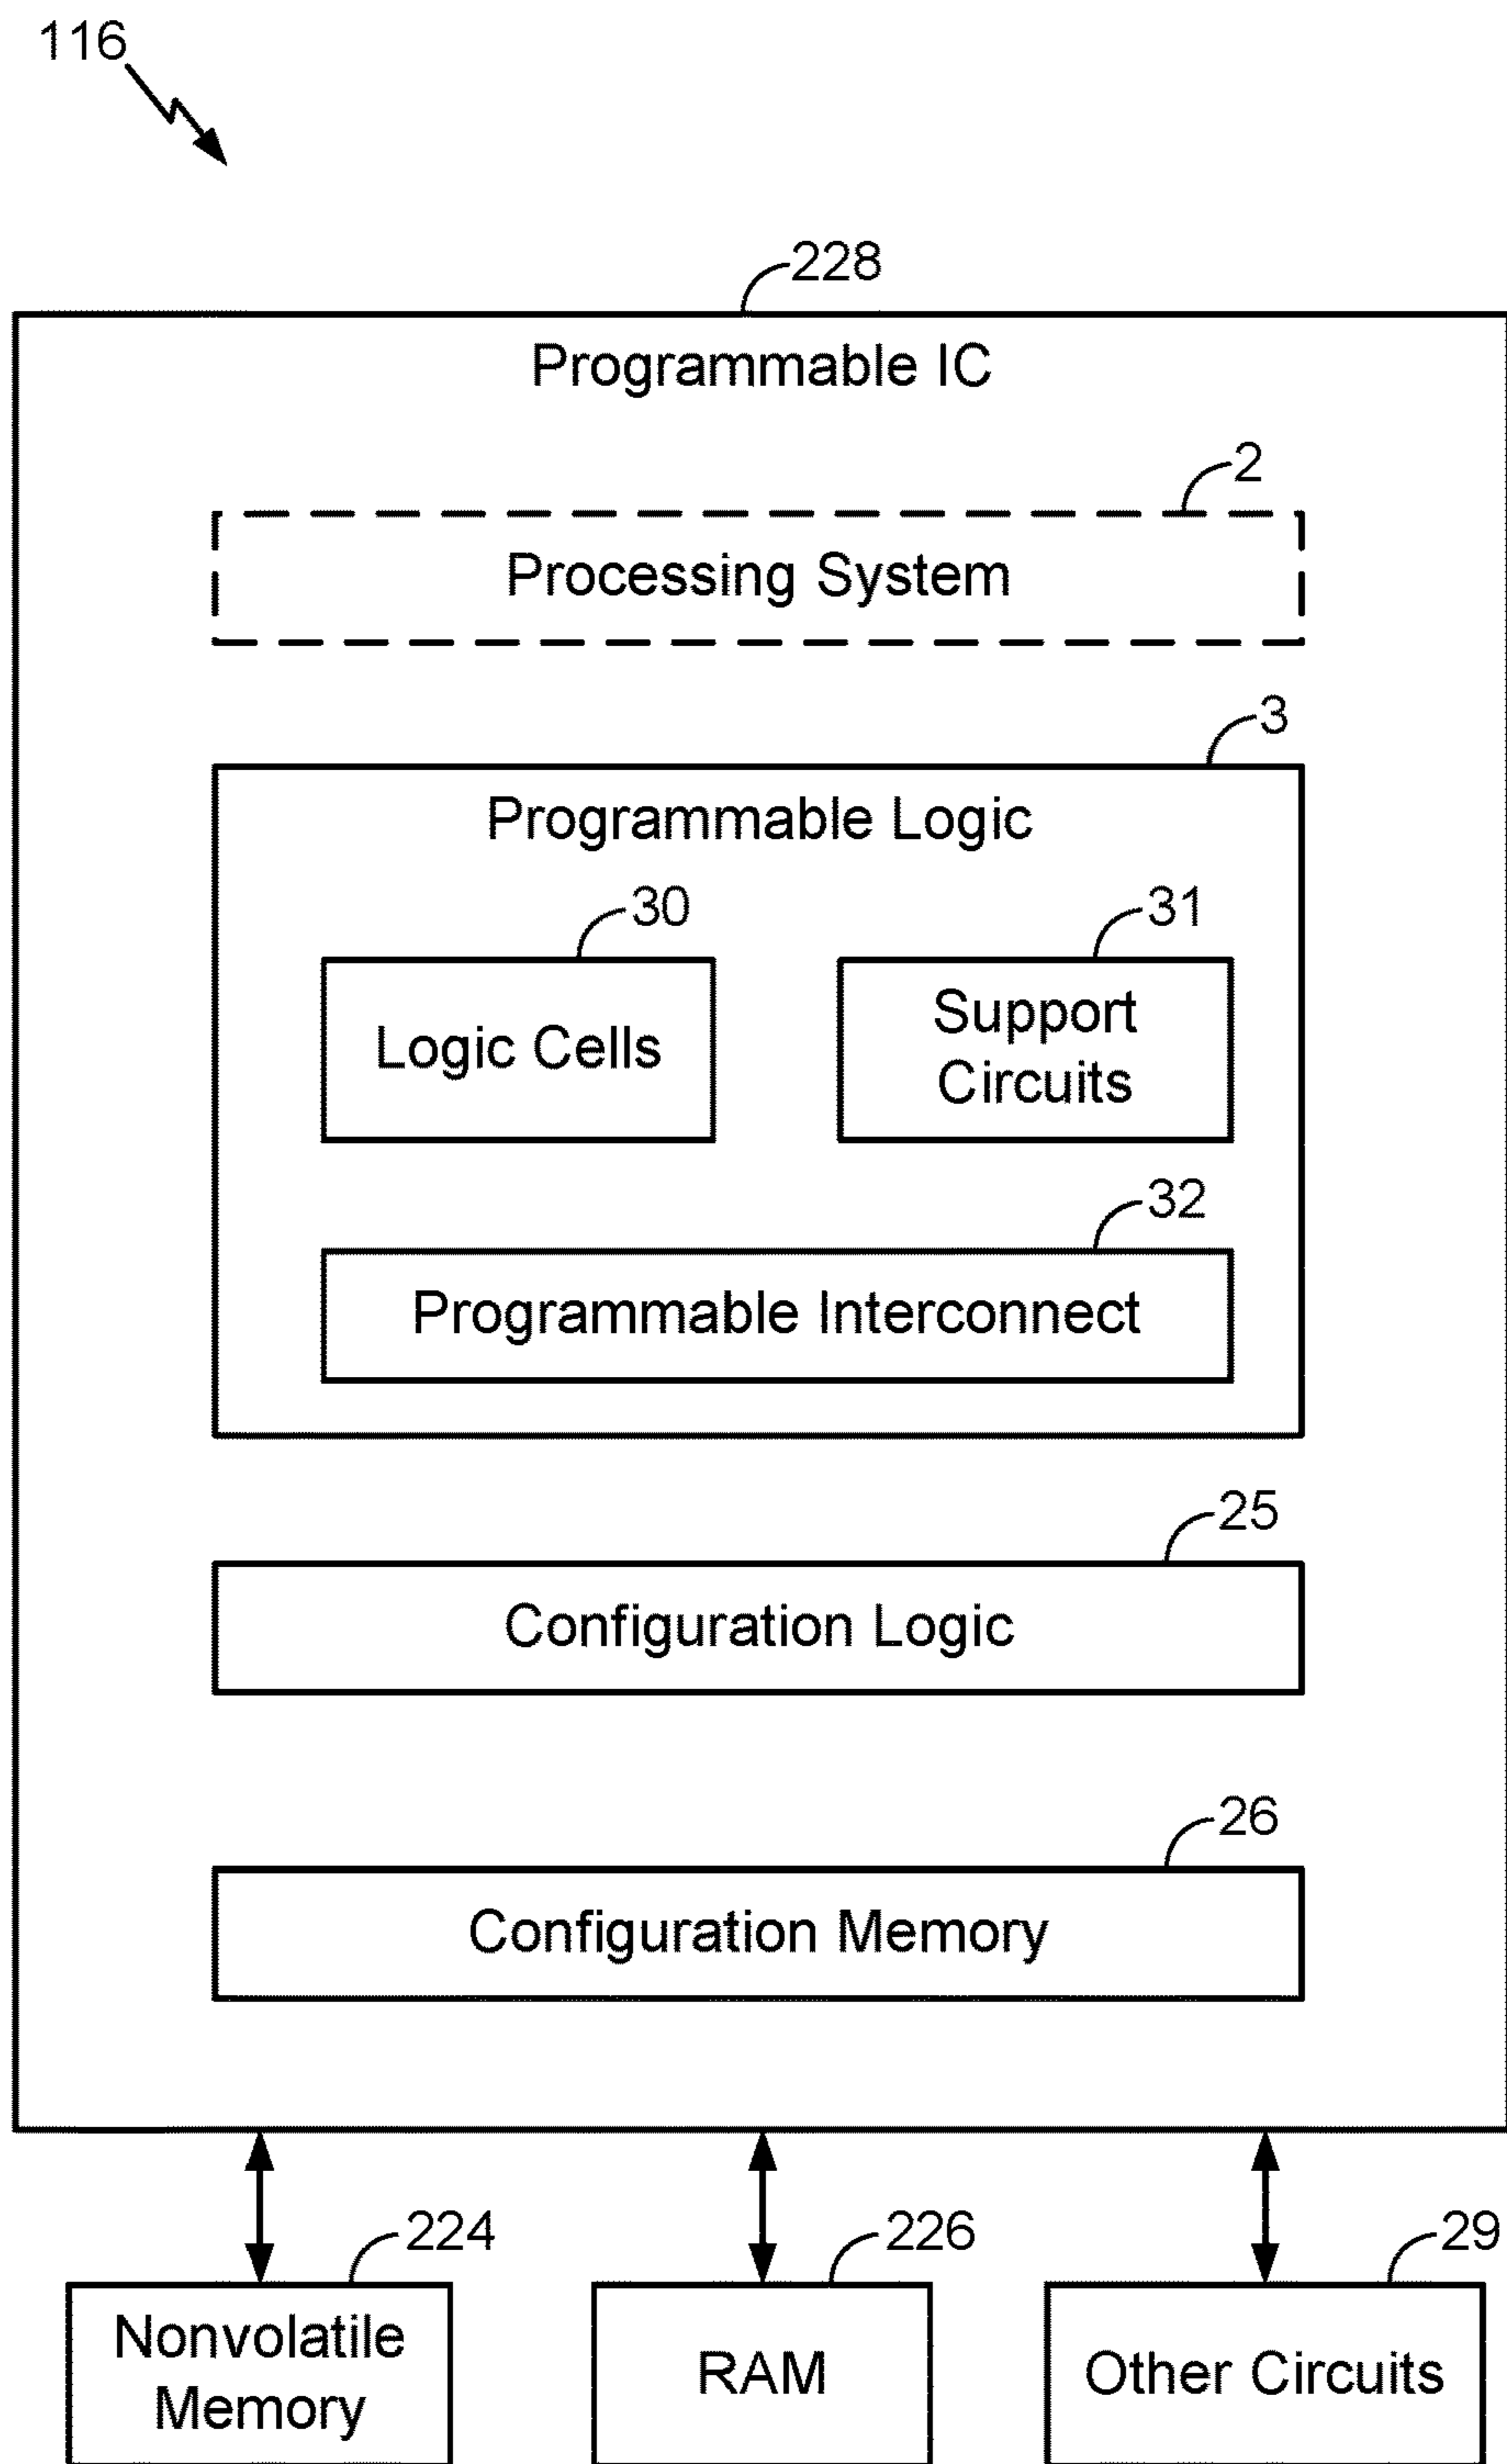 116
228
Programmable IC
2
Processing System
3
Programmable Logic
30
31
Logic Cells
Support
Circuits
32
Programmable Interconnect
25
Configuration Logic
26
Configuration Memory
224
226
29
Nonvolatile
Memory
RAM
Other Circuits